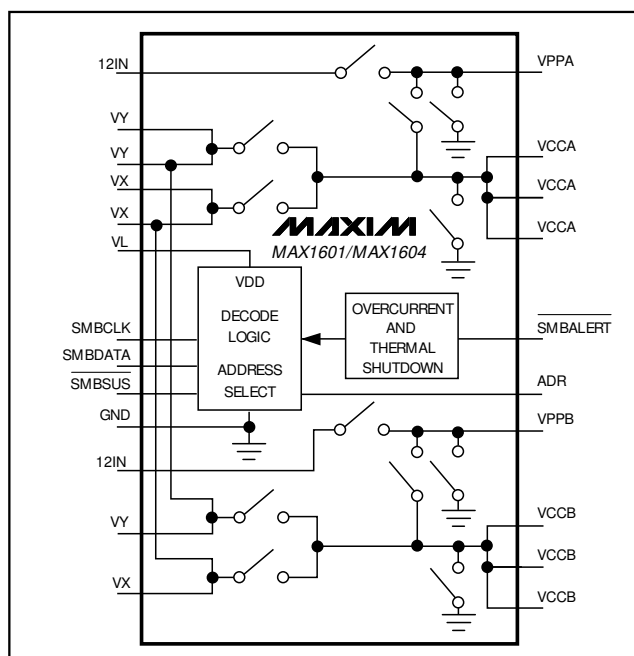 12IN
VPPA
VY
VY
VX
VX
VL
VCCA
VCCA
VCCA
MAXIM
MAX1601/MAX1604
VDD
DECODE
LOGIC
ADDRESS
SELECT
OVERCURRENT
AND
THERMAL
SHUTDOWN
SMBCLK
SMBDATA
SMBSUS
GND
SMBALERT
ADR
12IN
VPPB
VY
VX
VCCB
VCCB
VCCB